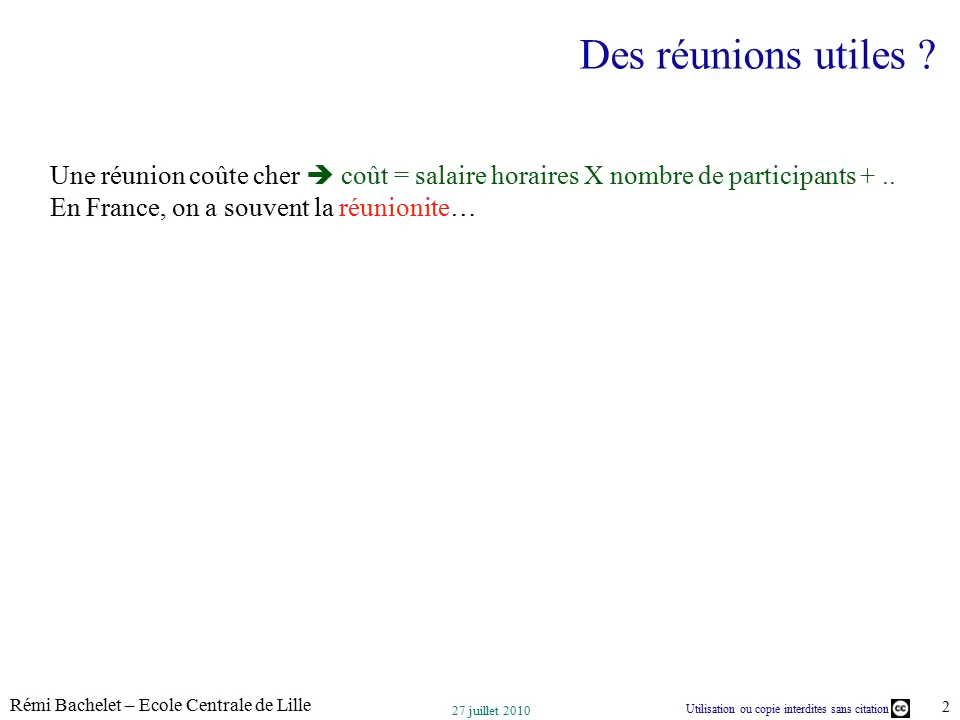 Des réunions utiles ?
Une réunion coûte cher ➔ coût = salaire horaires X nombre de participants + ..
En France, on a souvent la réunionite…
Rémi Bachelet – Ecole Centrale de Lille
27 juillet 2010
Utilisation ou copie interdites sans citation
cc
2